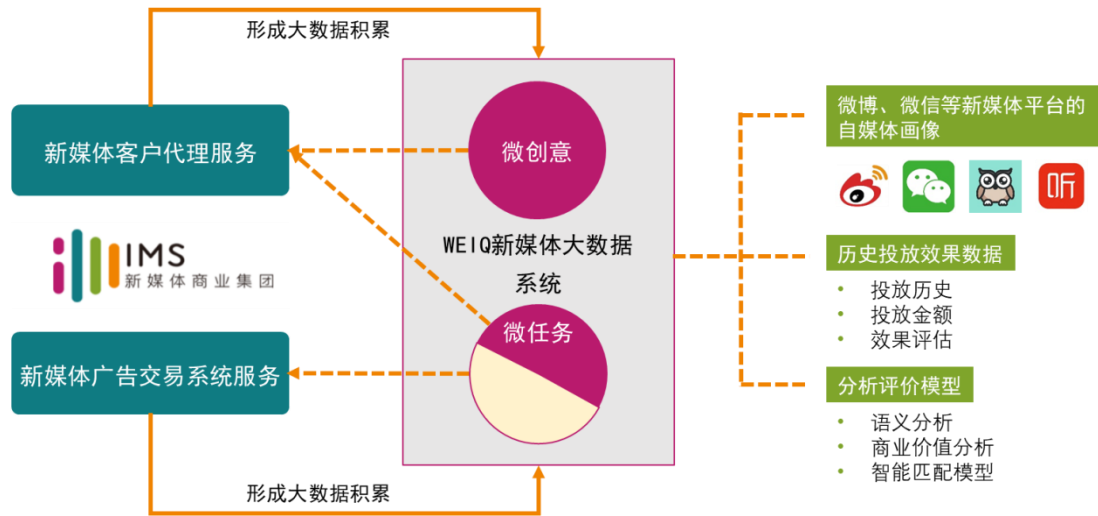 形成大数据积累
新媒体客户代理服务
IMS
新媒体商业集团
新媒体广告交易系统服务
形成大数据积累
微创意
WEIQ新媒体大数据
系统
微任务
微博、微信等新媒体平台的
自媒体画像
听
历史投放效果数据
• 投放历史
• 投放金额
• 效果评估
分析评价模型
• 语义分析
• 商业价值分析
• 智能匹配模型